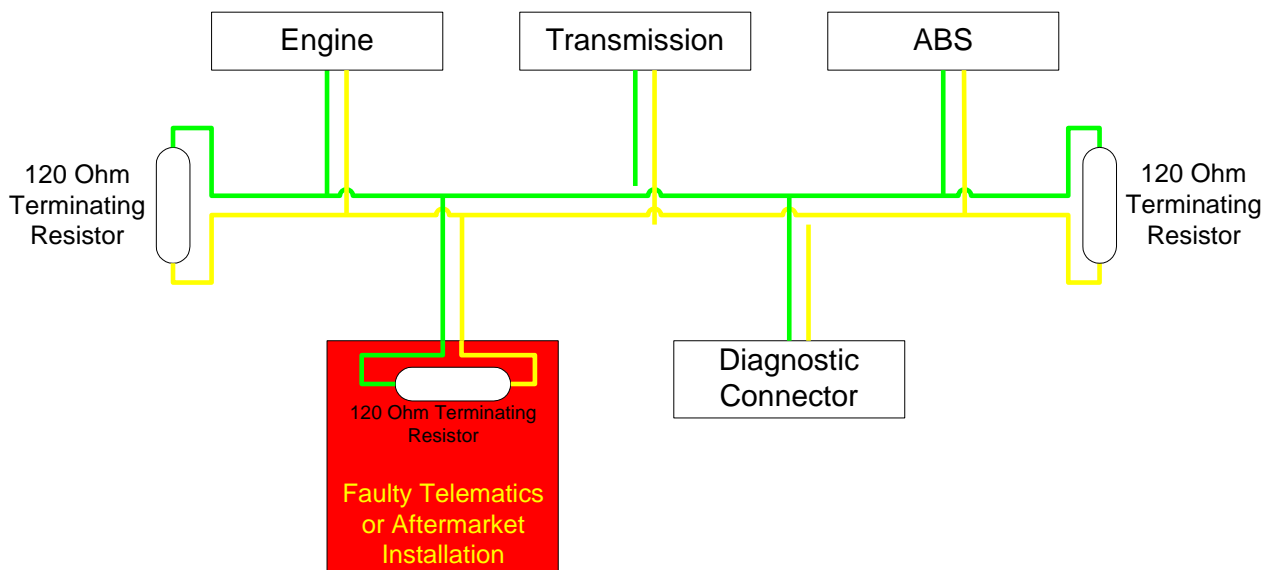 Engine
Transmission
ABS
120 Ohm
Terminating
Resistor
120 Ohm
Terminating
Resistor
120 Ohm Terminating
Resistor
Faulty Telematics
or Aftermarket
Installation
Diagnostic
Connector